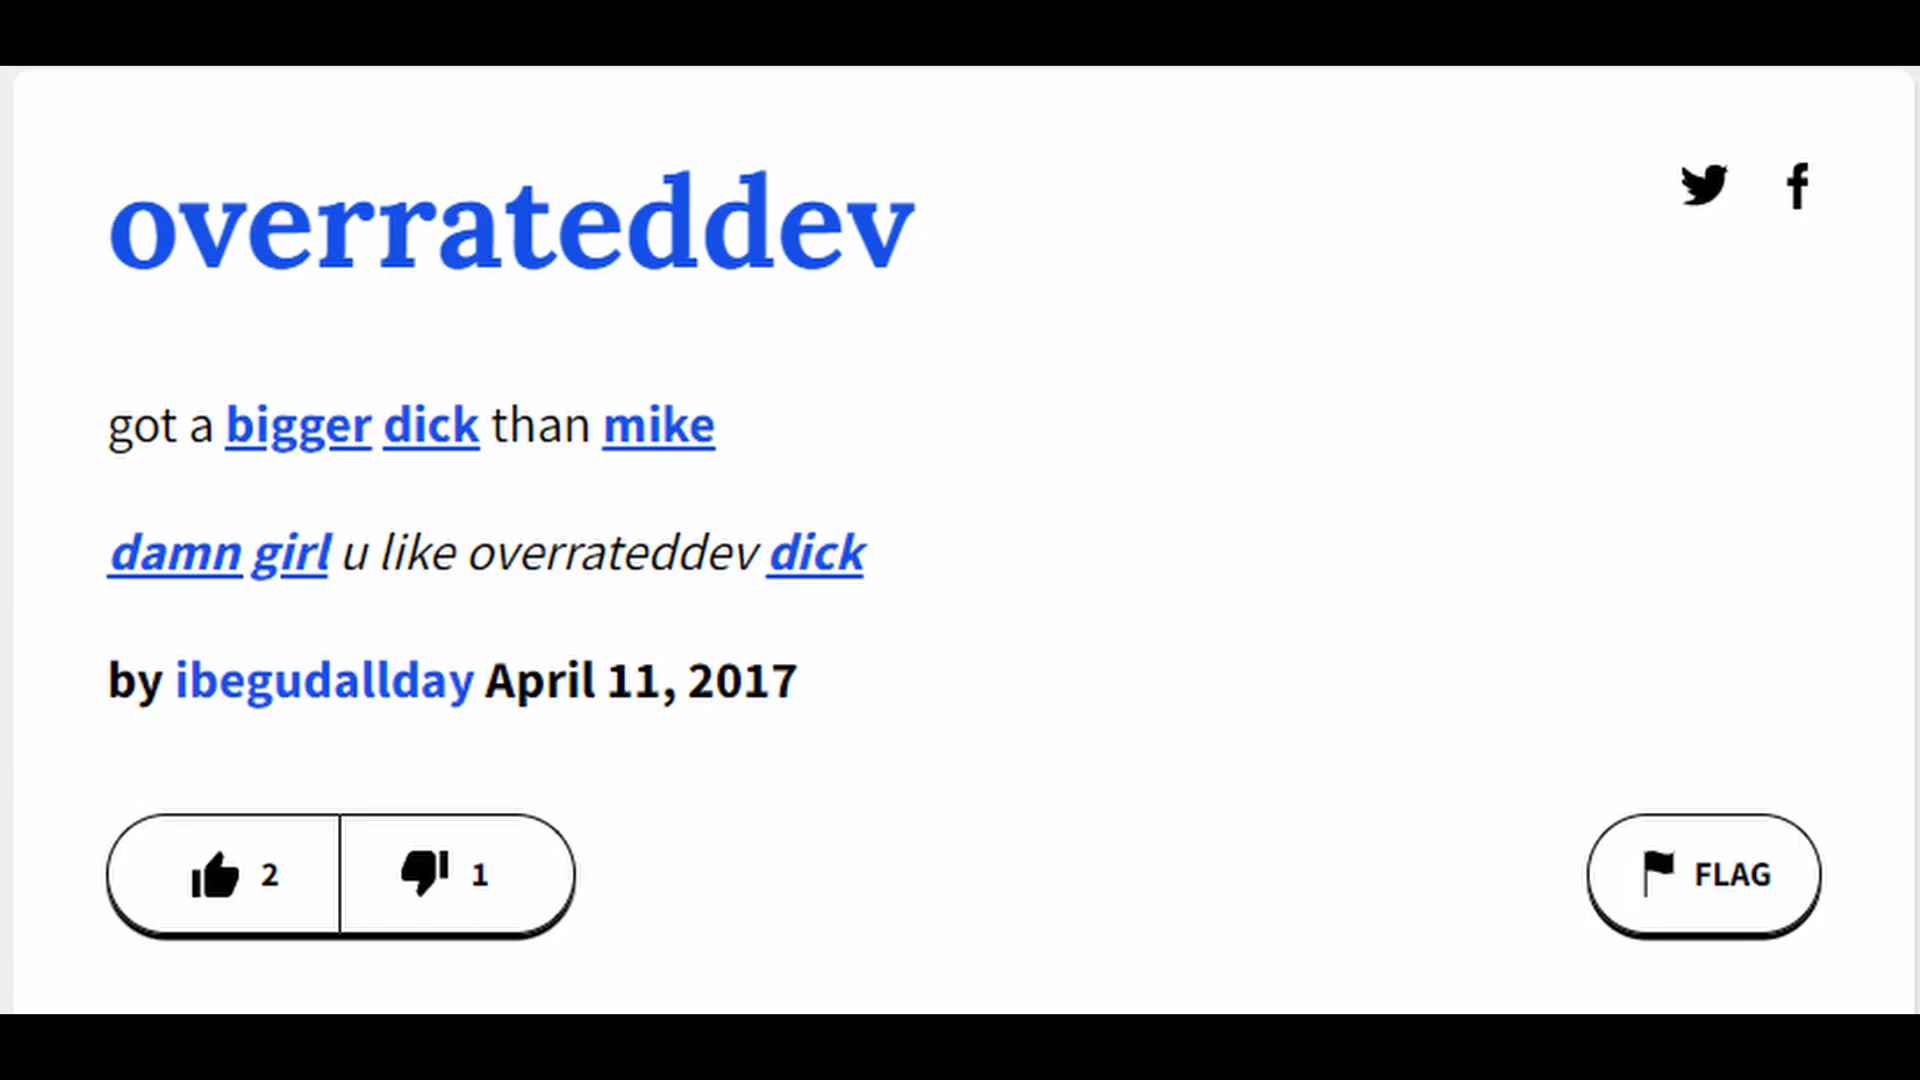 overrateddev
got a bigger dick than mike
damn girl u like overrateddev dick
by ibegudallday April 11, 2017
2 1 FLAG